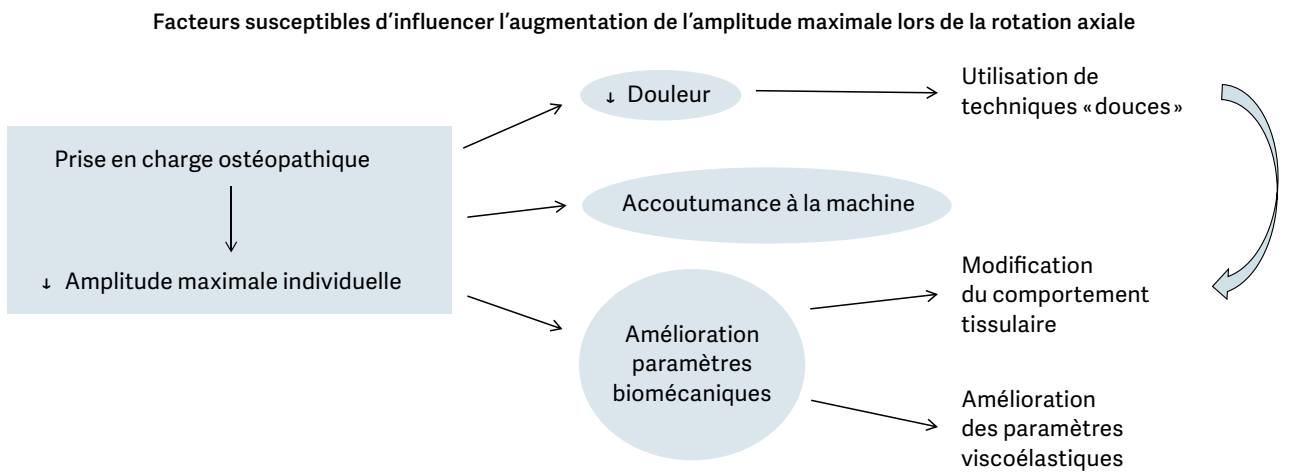 Facteurs susceptibles d’influencer l’augmentation de l’amplitude maximale lors de la rotation axiale
Prise en charge ostéopathique
↓ Amplitude maximale individuelle
↓ Douleur
Accoutumance à la machine
Amélioration
paramètres
biomécaniques
Utilisation de
techniques «douces»
Modification
du comportement
tissulaire
Amélioration
des paramètres
viscoélastiques